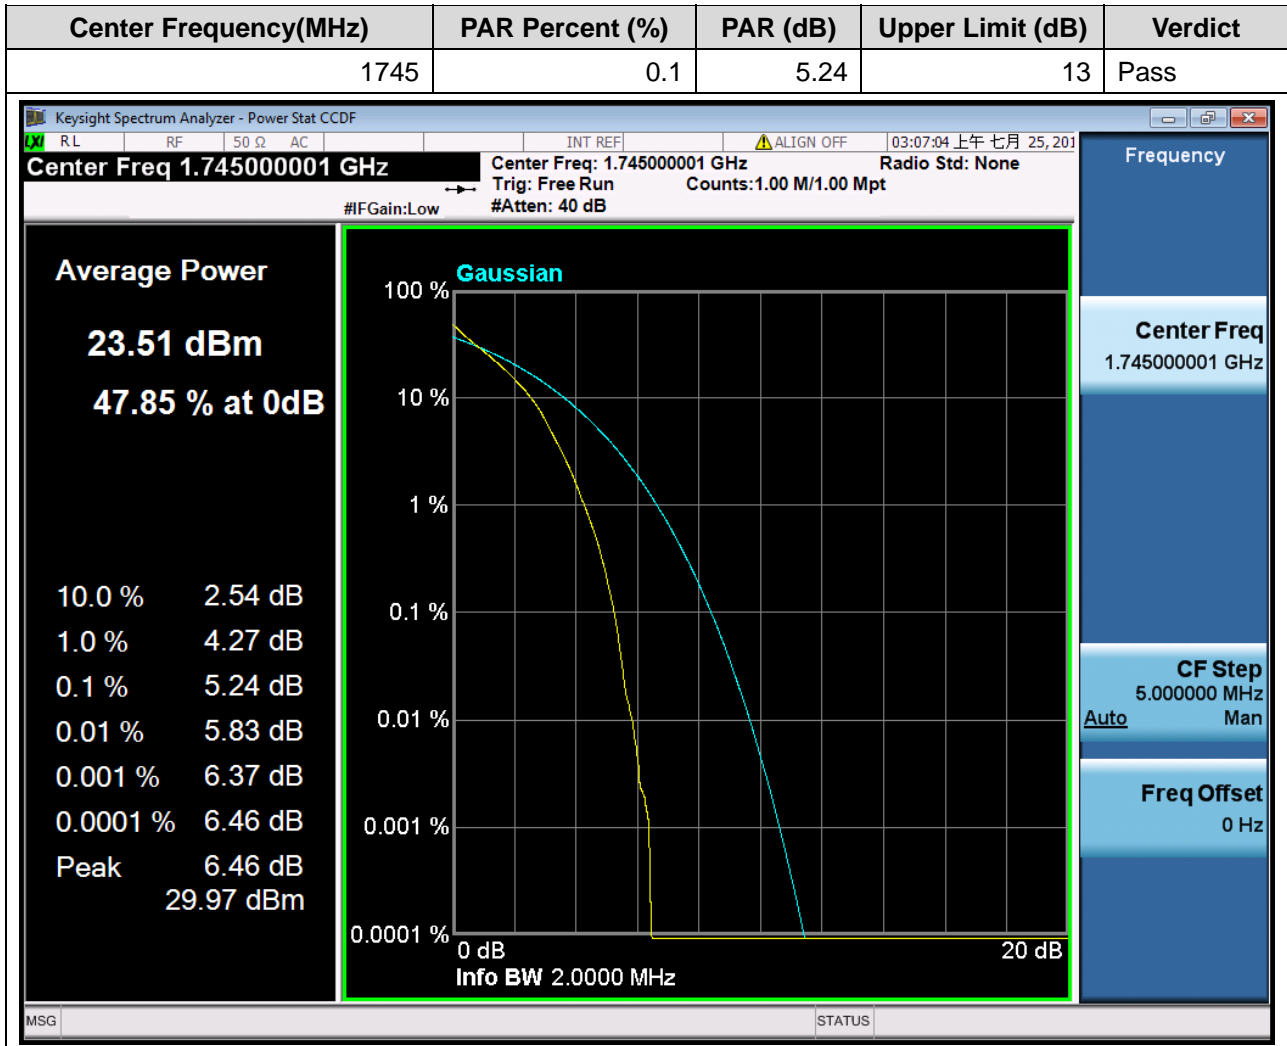 Center Frequency(MHz) PAR Percent (%) PAR (dB) Upper Limit (dB) Verdict
1745 0.1 5.24 13 Pass
Keysight Spectrum Analyzer - Power Stat CCDF
LXI RL RF 50 Ω AC INT REF ALIGN OFF 03:07:04 上午 七月 25, 201
Center Freq 1.745000001 GHz
Center Freq: 1.745000001 GHz Radio Std: None
Trig: Free Run Counts:1.00 M/1.00 Mpt
#IFGain:Low #Atten: 40 dB
Frequency
Average Power
23.51 dBm
47.85 % at 0dB
10.0 % 2.54 dB
1.0 % 4.27 dB
0.1 % 5.24 dB
0.01 % 5.83 dB
0.001 % 6.37 dB
0.0001 % 6.46 dB
Peak 6.46 dB
29.97 dBm
Gaussian
100 %
10 %
1 %
0.1 %
0.01 %
0.001 %
0.0001 %
0 dB 20 dB
Info BW 2.0000 MHz
Center Freq
1.745000001 GHz
CF Step
5.000000 MHz
Auto Man
Freq Offset
0 Hz
MSG STATUS